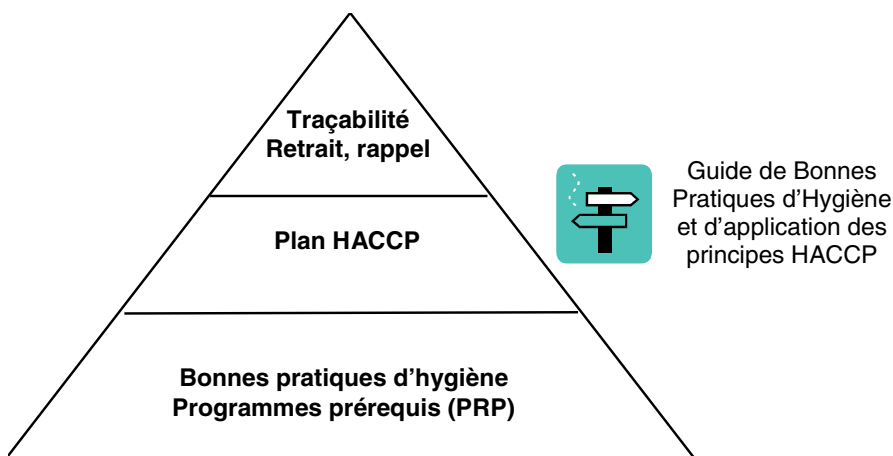 Traçabilité
Retrait, rappel
Plan HACCP
Bonnes pratiques d’hygiène
Programmes prérequis (PRP)
Guide de Bonnes
Pratiques d’Hygiène
et d’application des
principes HACCP